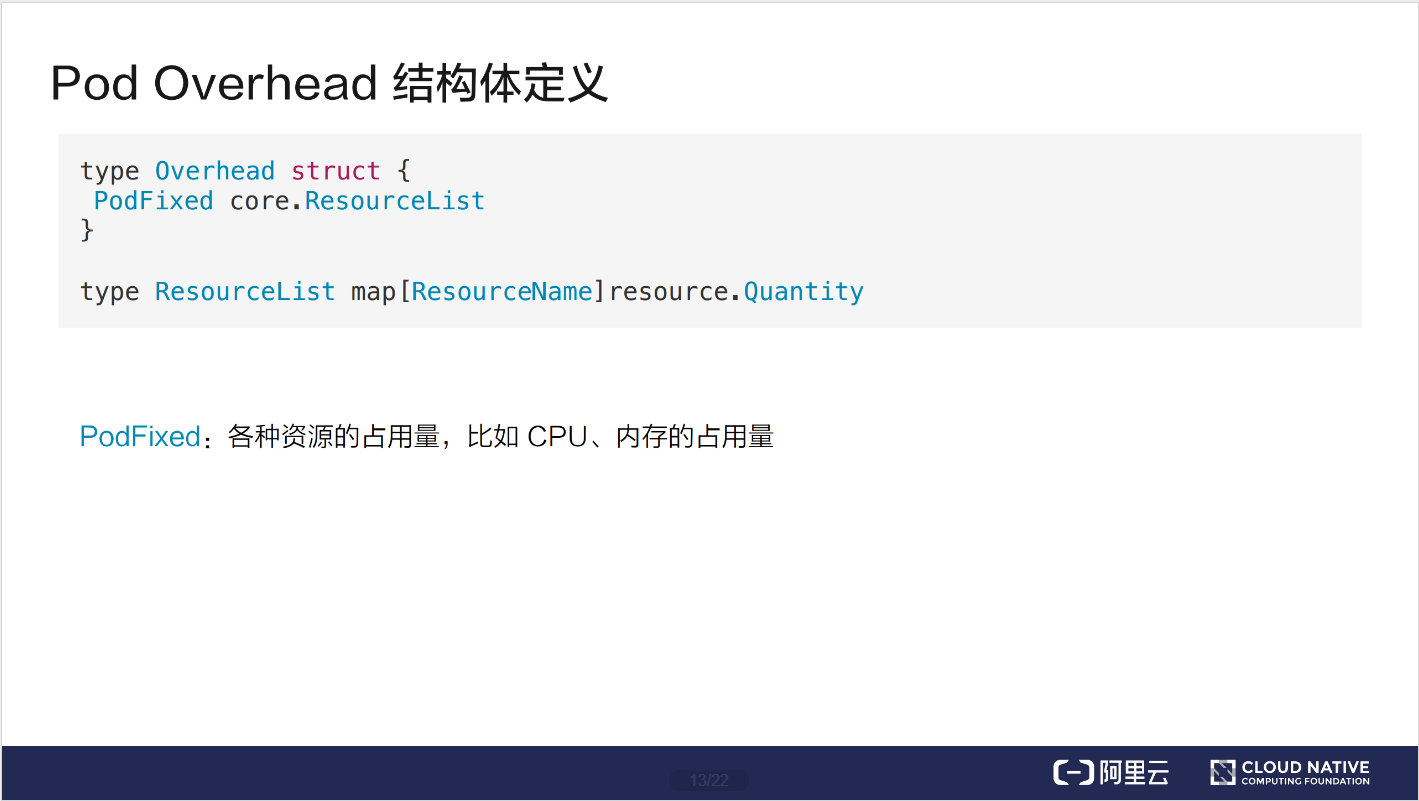 Pod Overhead 结构体定义
type Overhead struct {
 PodFixed core.ResourceList
}
type ResourceList map[ResourceName]resource.Quantity
PodFixed：各种资源的占用量，比如 CPU、内存的占用量
13/22
阿里云
CLOUD NATIVE
COMPUTING FOUNDATION